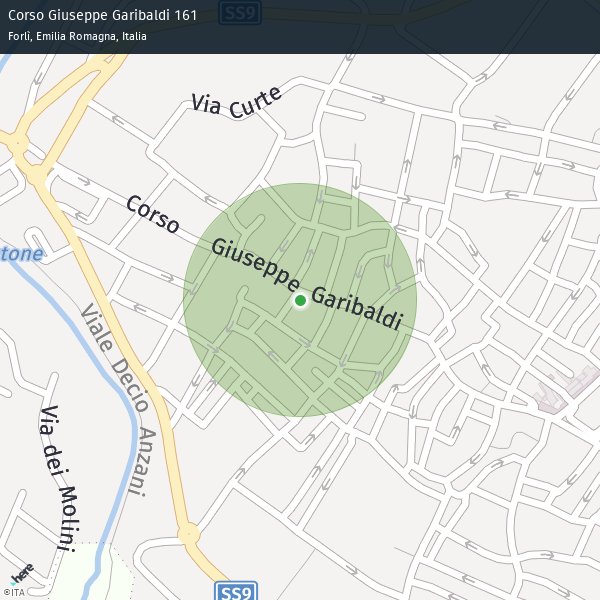 Corso Giuseppe Garibaldi 161
Forlì, Emilia Romagna, Italia
SS9
Via Curte
Corso Giuseppe Garibaldi
tone
Viale Decio Anzani
Via dei Molini
here
©ITA
SS9